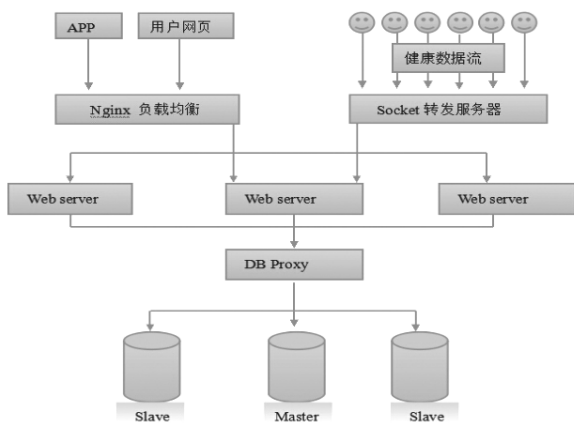 APP
用户网页
健康数据流
Nginx 负载均衡
Socket 转发服务器
Web server
Web server
Web server
DB Proxy
Slave
Master
Slave